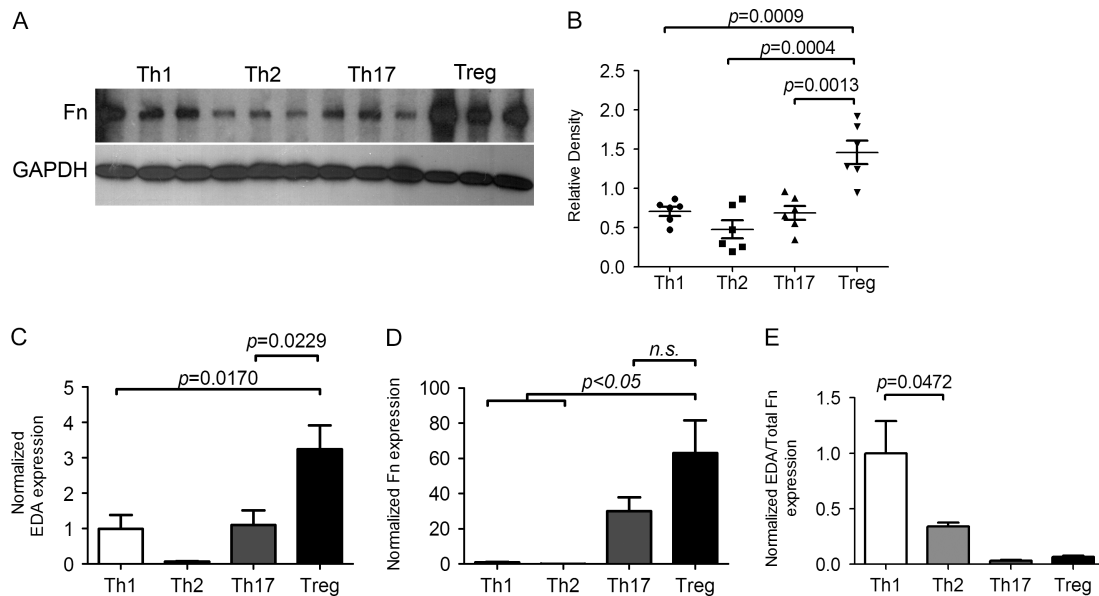 A
Th1 Th2 Th17 Treg
Fn
GAPDH
B
p=0.0009
p=0.0004
p=0.0013
Relative Density
2.5
2.0
1.5
1.0
0.5
0.0
Th1 Th2 Th17 Treg
C
p=0.0229
p=0.0170
Normalized
EDA expression
5
4
3
2
1
0
Th1 Th2 Th17 Treg
D
n.s.
p<0.05
Normalized Fn expression
100
80
60
40
20
0
Th1 Th2 Th17 Treg
E
p=0.0472
Normalized EDA/Total Fn
expression
1.5
1.0
0.5
0.0
Th1 Th2 Th17 Treg